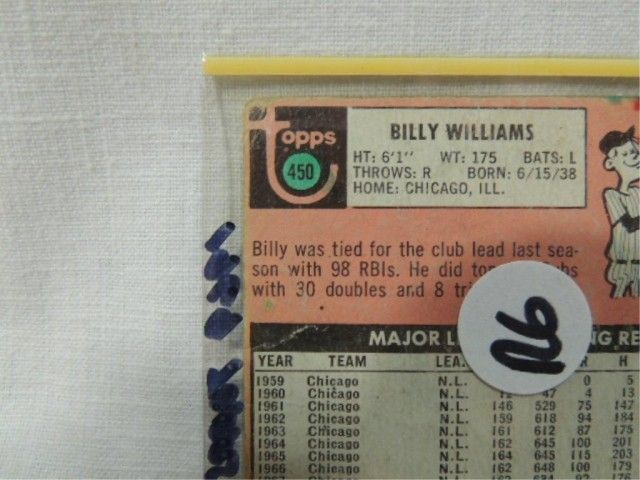 Topps
450
BILLY WILLIAMS
HT: 6'1" WT: 175 BATS: L
THROWS: R BORN: 6/15/38
HOME: CHICAGO, ILL.
Billy was tied for the club lead last sea-
son with 98 RBIs. He did top
with 30 doubles and 8
MAJOR
YEAR TEAM H
1959 Chicago N.L. 0 5
1960 Chicago N.L. 12 47 4 13
1961 Chicago N.L. 146 529 75 147
1962 Chicago N.L. 159 618 94 184
1963 Chicago N.L. 161 612 87 175
1964 Chicago N.L. 162 645 100 201
1965 Chicago N.L. 164 645 115 203
1966 Chicago N.L. 162 648 100 179